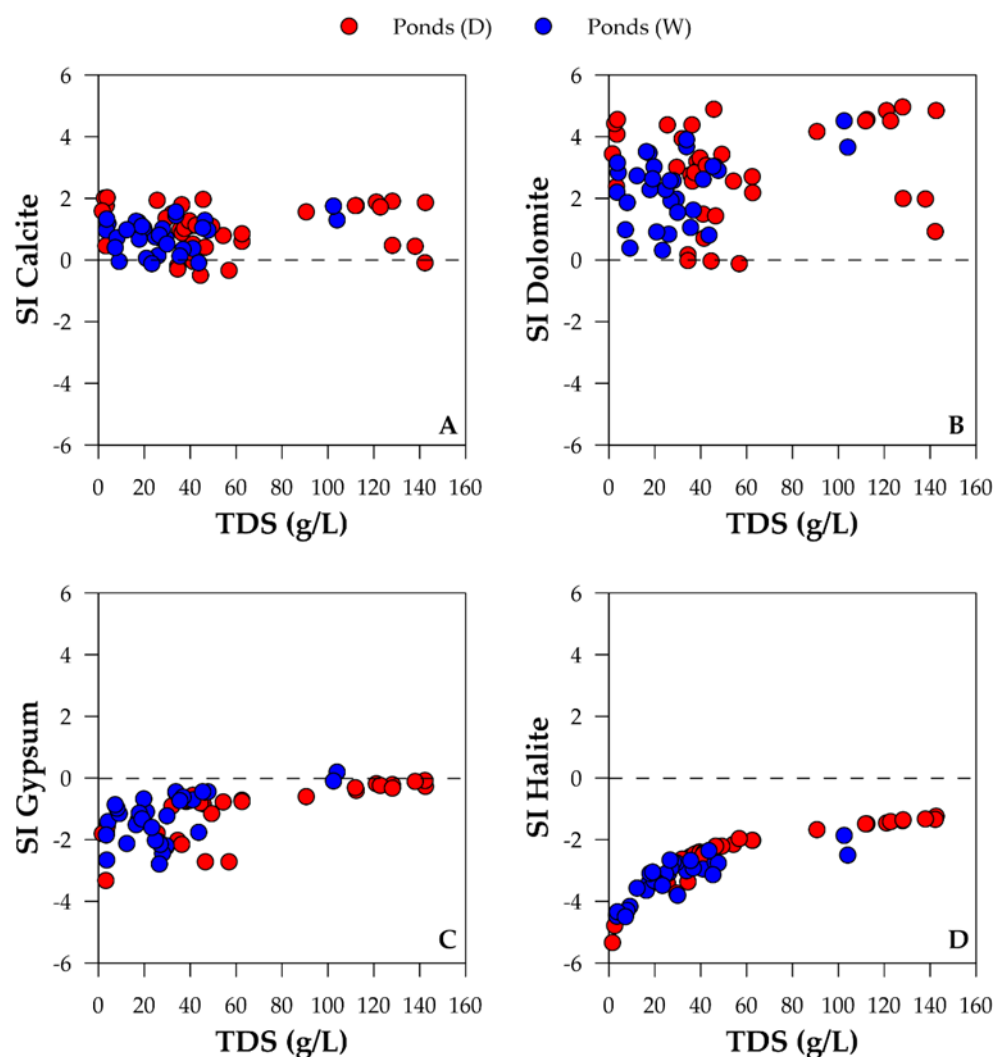 Ponds (D) Ponds (W)
6 6
4 4
2 2
0 0
-2 -2
-4 -4
-6 -6
SI Calcite
SI Dolomite
A B
0 20 40 60 80 100 120 140 160 0 20 40 60 80 100 120 140 160
TDS (g/L) TDS (g/L)
6 6
4 4
2 2
0 0
-2 -2
-4 -4
-6 -6
SI Gypsum
SI Halite
C D
0 20 40 60 80 100 120 140 160 0 20 40 60 80 100 120 140 160
TDS (g/L) TDS (g/L)